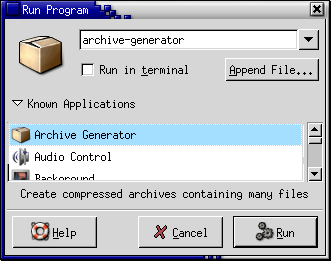 Run Program
archive-generator
Run in terminal
Append File...
Known Applications
Archive Generator
Audio Control
Background
Create compressed archives containing many files
Help
Cancel
Run